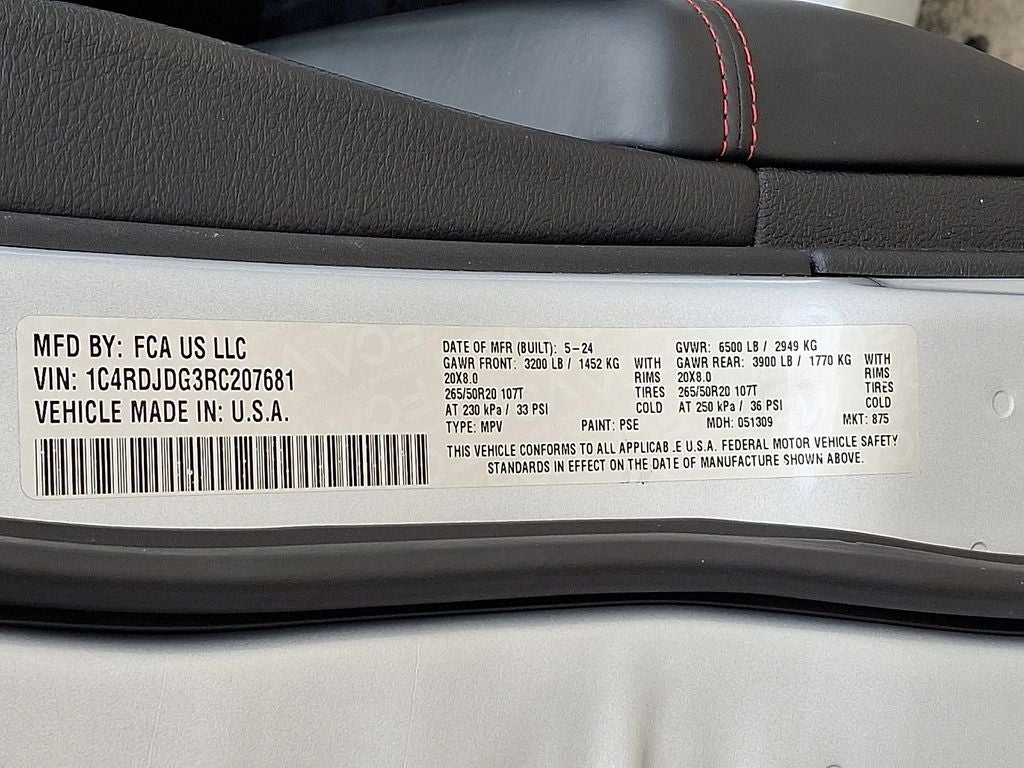 MFD BY: FCA US LLC
VIN: 1C4RDJDG3RC207681
VEHICLE MADE IN: U.S.A.
DATE OF MFR (BUILT): 5-24
GVWR: 6500 LB / 2949 KG
GAWR FRONT: 3200 LB / 1452 KG WITH
GAWR REAR: 3900 LB / 1770 KG WITH
20X8.0 RIMS
20X8.0 RIMS
265/50R20 107T TIRES
265/50R20 107T TIRES
AT 230 kPa / 33 PSI COLD
AT 250 kPa / 36 PSI COLD
TYPE: MPV PAINT: PSE MDH: 051309 MKT: 875
THIS VEHICLE CONFORMS TO ALL APPLICAB.E U.S.A. FEDERAL MOTOR VEHICLE SAFETY
STANDARDS IN EFFECT ON THE DATE OF MANUFACTURE SHOWN ABOVE.